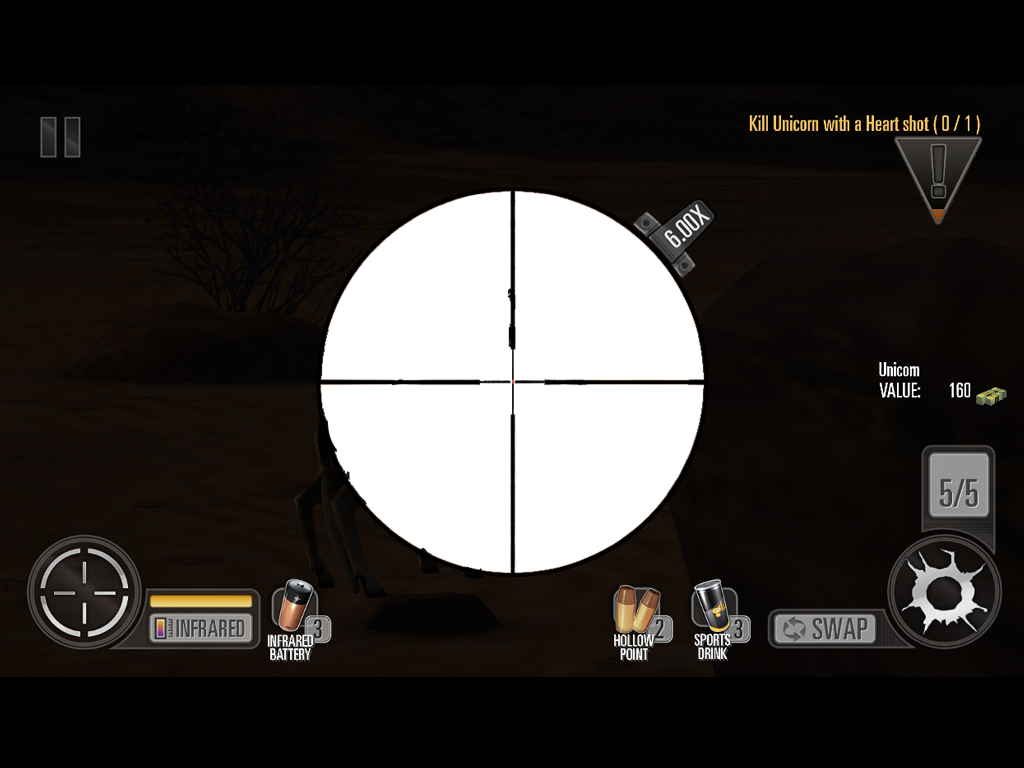 Kill Unicorn with a Heart shot ( 0 / 1 )
6.00X
Unicorn
VALUE: 160
5/5
INFRARED
3
INFRARED
BATTERY
2
HOLLOW
POINT
3
SPORTS
DRINK
SWAP